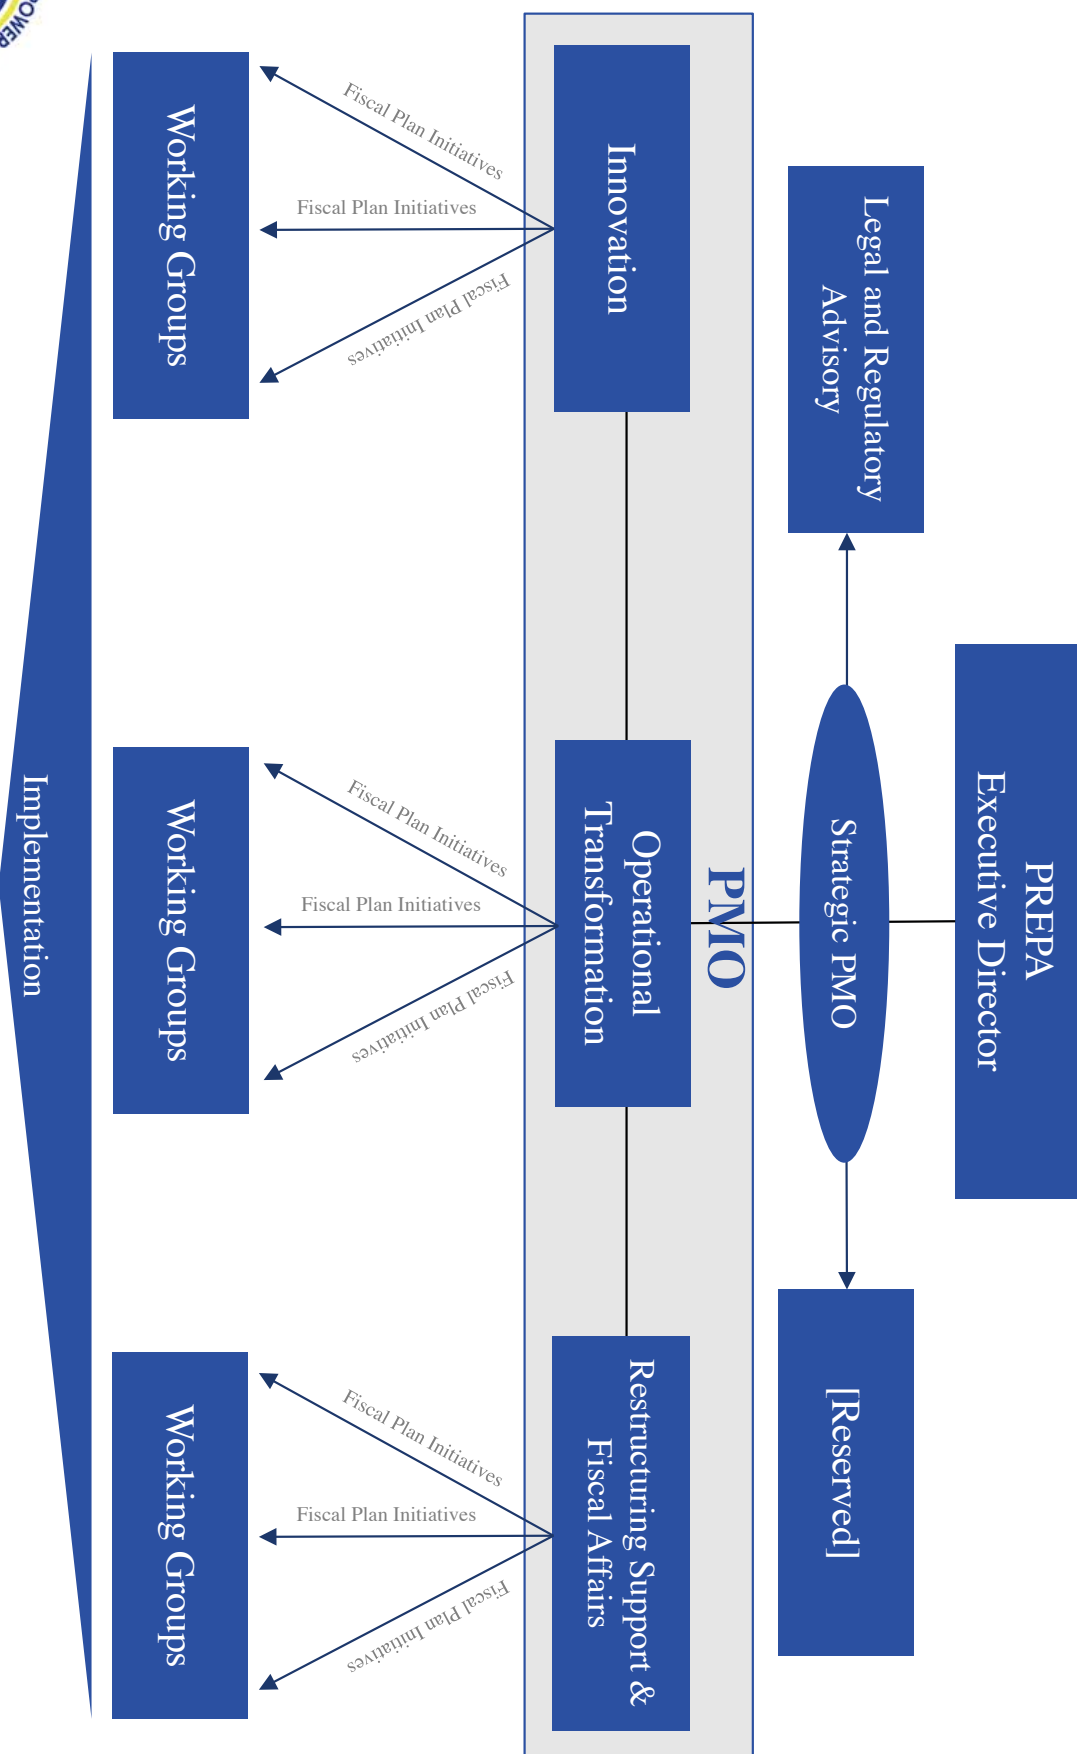 POWER
PREPA
Executive Director
Legal and Regulatory
Advisory
Strategic PMO
[Reserved]
PMO
Innovation
Operational
Transformation
Restructuring Support &
Fiscal Affairs
Fiscal Plan Initiatives
Fiscal Plan Initiatives
Fiscal Plan Initiatives
Fiscal Plan Initiatives
Fiscal Plan Initiatives
Fiscal Plan Initiatives
Fiscal Plan Initiatives
Fiscal Plan Initiatives
Fiscal Plan Initiatives
Working Groups
Working Groups
Working Groups
Implementation